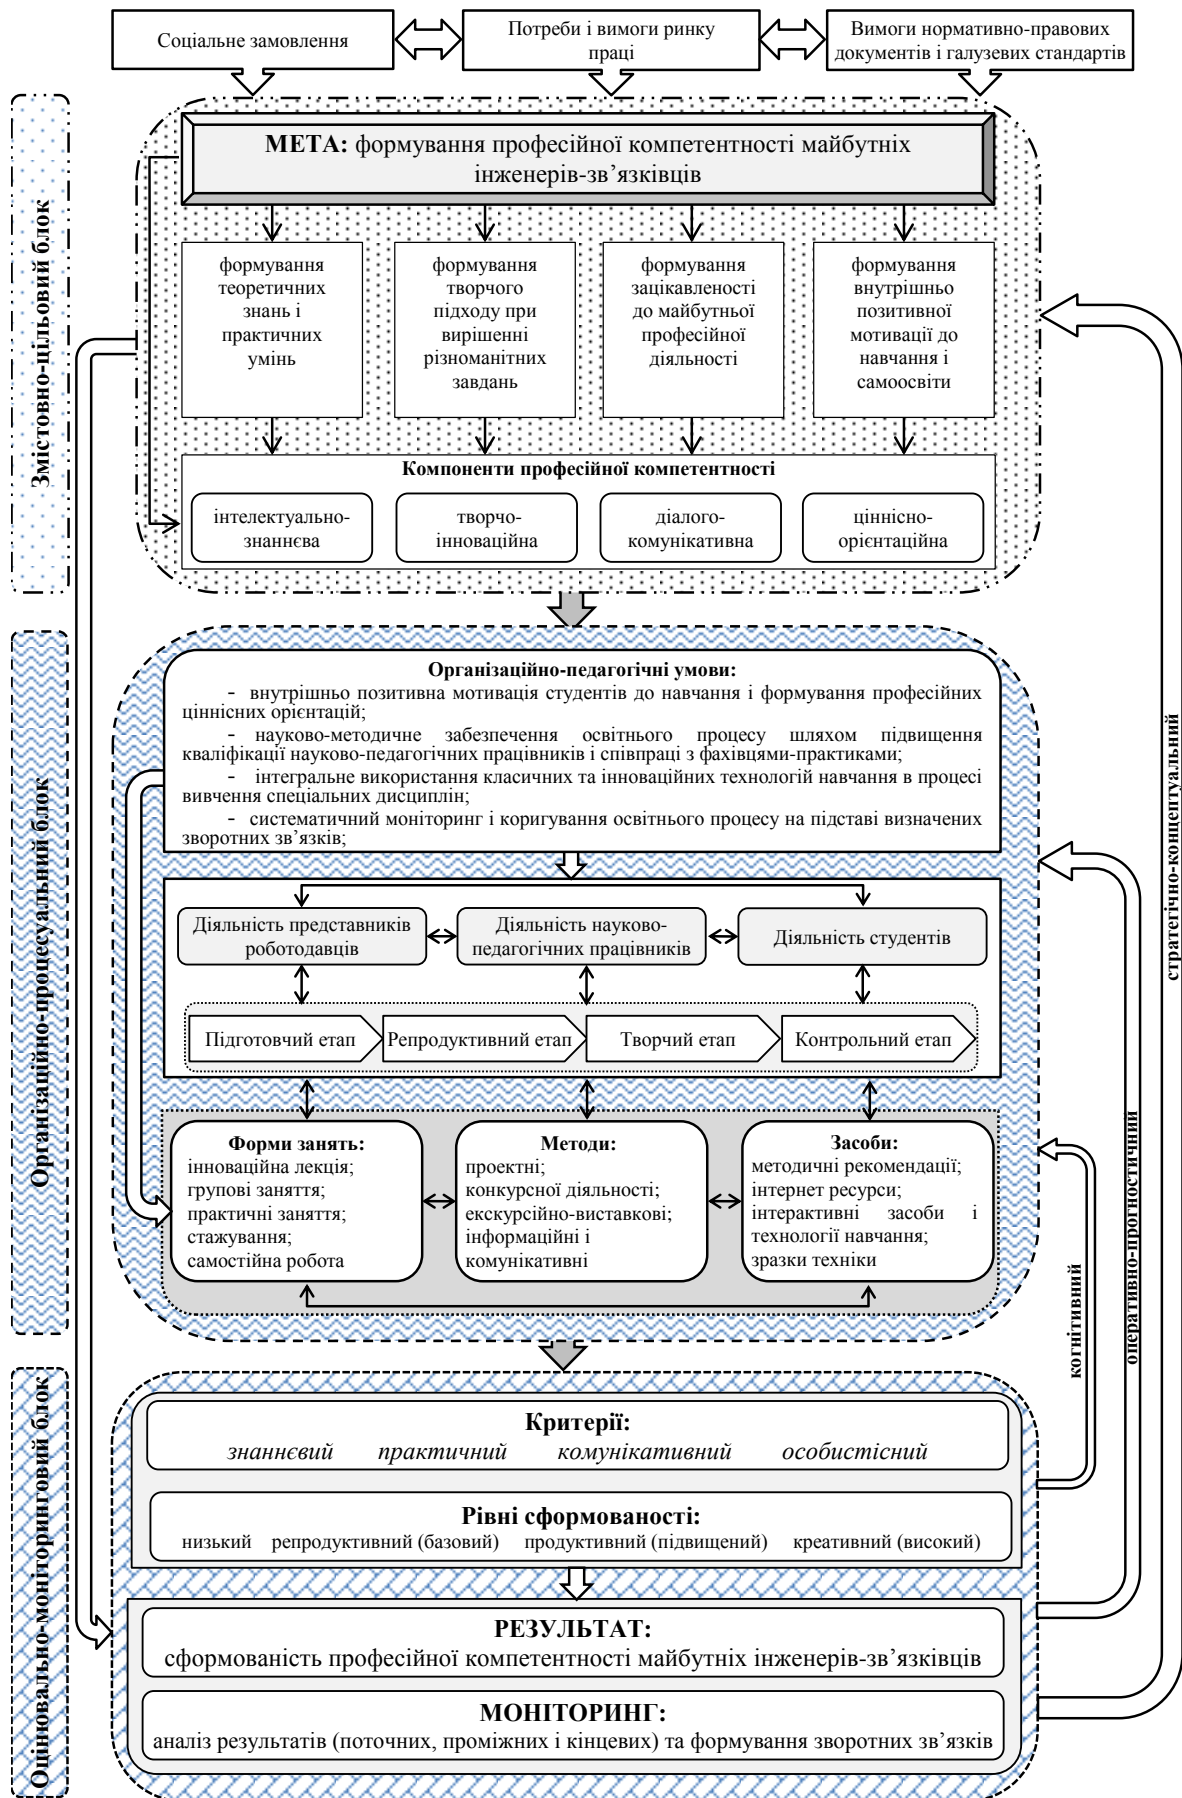 Соціальне замовлення
Потреби і вимоги ринку
праці
Вимоги нормативно-правових
документів і галузевих стандартів
Змістовно-цільовий блок
МЕТА: формування професійної компетентності майбутніх
інженерів-зв’язківців
формування
теоретичних
знань і
практичних
умінь
формування
творчого
підходу при
вирішенні
різноманітних
завдань
формування
зацікавленості
до майбутньої
професійної
діяльності
формування
внутрішньо
позитивної
мотивації до
навчання і
самоосвіти
Компоненти професійної компетентності
інтелектуально-
знаннєва
творчо-
інноваційна
діалого-
комунікативна
ціннісно-
орієнтаційна
Організаційно-процесуальний блок
Організаційно-педагогічні умови:
- внутрішньо позитивна мотивація студентів до навчання і формування професійних
ціннісних орієнтацій;
- науково-методичне забезпечення освітнього процесу шляхом підвищення
кваліфікації науково-педагогічних працівників і співпраці з фахівцями-практиками;
- інтегральне використання класичних та інноваційних технологій навчання в процесі
вивчення спеціальних дисциплін;
- систематичний моніторинг і коригування освітнього процесу на підставі визначених
зворотних зв’язків;
Діяльність представників
роботодавців
Діяльність науково-
педагогічних працівників
Діяльність студентів
Підготовчий етап
Репродуктивний етап
Творчий етап
Контрольний етап
Форми занять:
інноваційна лекція;
групові заняття;
практичні заняття;
стажування;
самостійна робота
Методи:
проектні;
конкурсної діяльності;
екскурсійно-виставкові;
інформаційні і
комунікативні
Засоби:
методичні рекомендації;
інтернет ресурси;
інтерактивні засоби і
технології навчання;
зразки техніки
Оцінювально-моніторинговий блок
Критерії:
знаннєвий практичний комунікативний особистісний
Рівні сформованості:
низький репродуктивний (базовий) продуктивний (підвищений) креативний (високий)
РЕЗУЛЬТАТ:
сформованість професійної компетентності майбутніх інженерів-зв’язківців
МОНІТОРИНГ:
аналіз результатів (поточних, проміжних і кінцевих) та формування зворотних зв’язків
когнітивний
оперативно-прогностичний
стратегічно-концептуальний